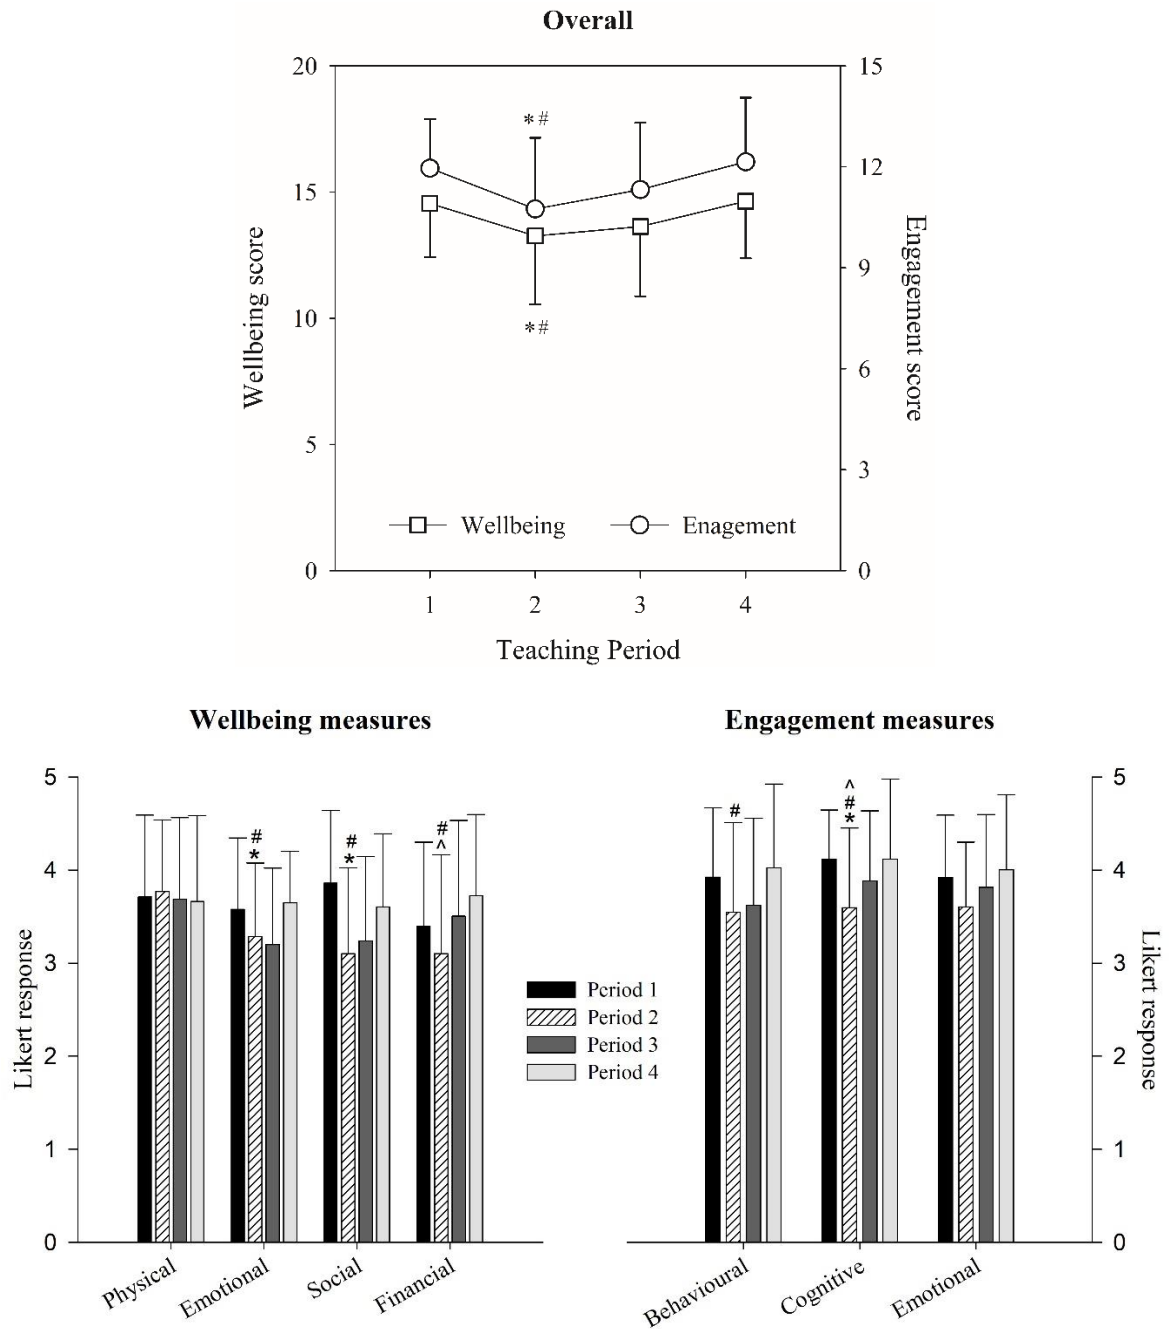 Overall
20
15
10
5
0
Wellbeing score
*#
*#
15
12
9
6
3
0
Engagement score
Wellbeing
Enagement
1 2 3 4
Teaching Period
Wellbeing measures
5
4
3
2
1
0
Likert response
#
*
#
*
#
^
Physical
Emotional
Social
Financial
Period 1
Period 2
Period 3
Period 4
Engagement measures
#
^
#
*
5
4
3
2
1
0
Likert response
Behavioural
Cognitive
Emotional